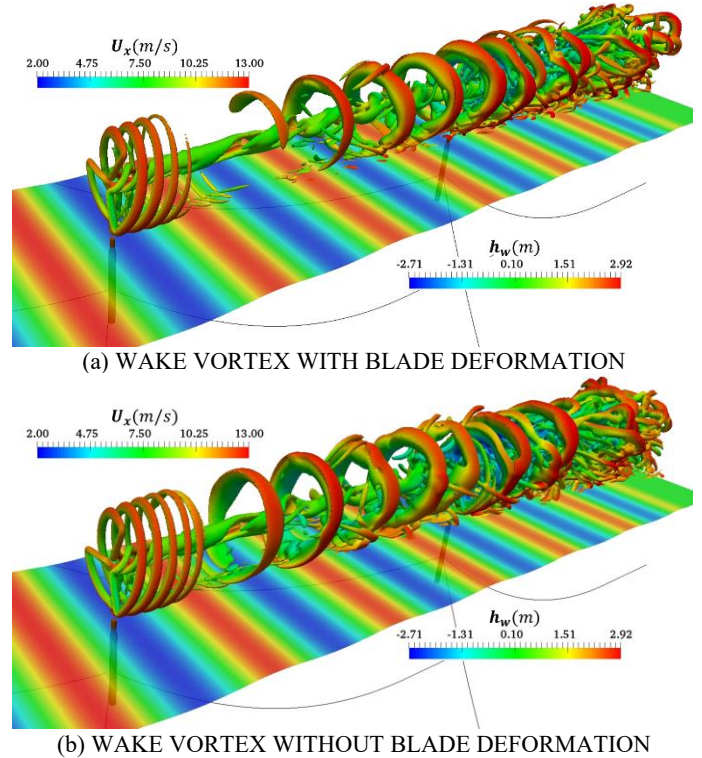 U_x(m/s)
2.00 4.75 7.50 10.25 13.00
h_w(m)
-2.71 -1.31 0.10 1.51 2.92
(a) WAKE VORTEX WITH BLADE DEFORMATION
U_x(m/s)
2.00 4.75 7.50 10.25 13.00
h_w(m)
-2.71 -1.31 0.10 1.51 2.92
(b) WAKE VORTEX WITHOUT BLADE DEFORMATION